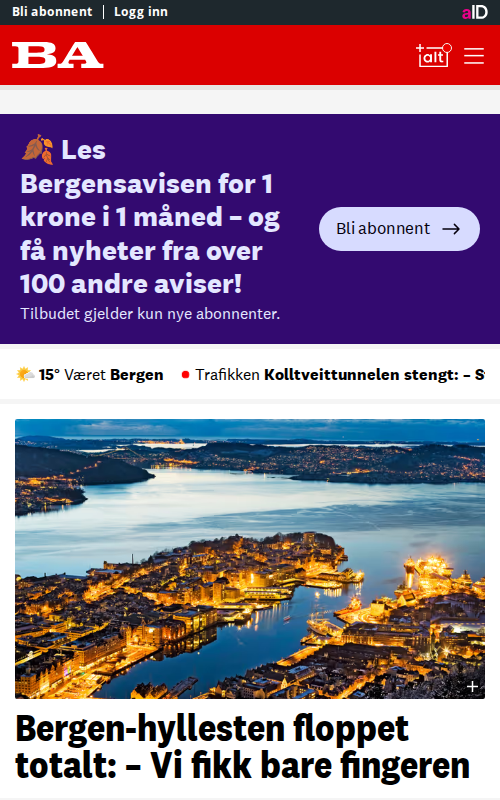 Bli abonnent | Logg inn
aID
BA
+alt
Les
Bergensavisen for 1
krone i 1 måned – og
få nyheter fra over
100 andre aviser!
Tilbudet gjelder kun nye abonnenter.
Bli abonnent →
15° Været Bergen
Trafikken Kolltveittunnelen stengt: – S
Bergen-hyllesten floppet
totalt: – Vi fikk bare fingeren